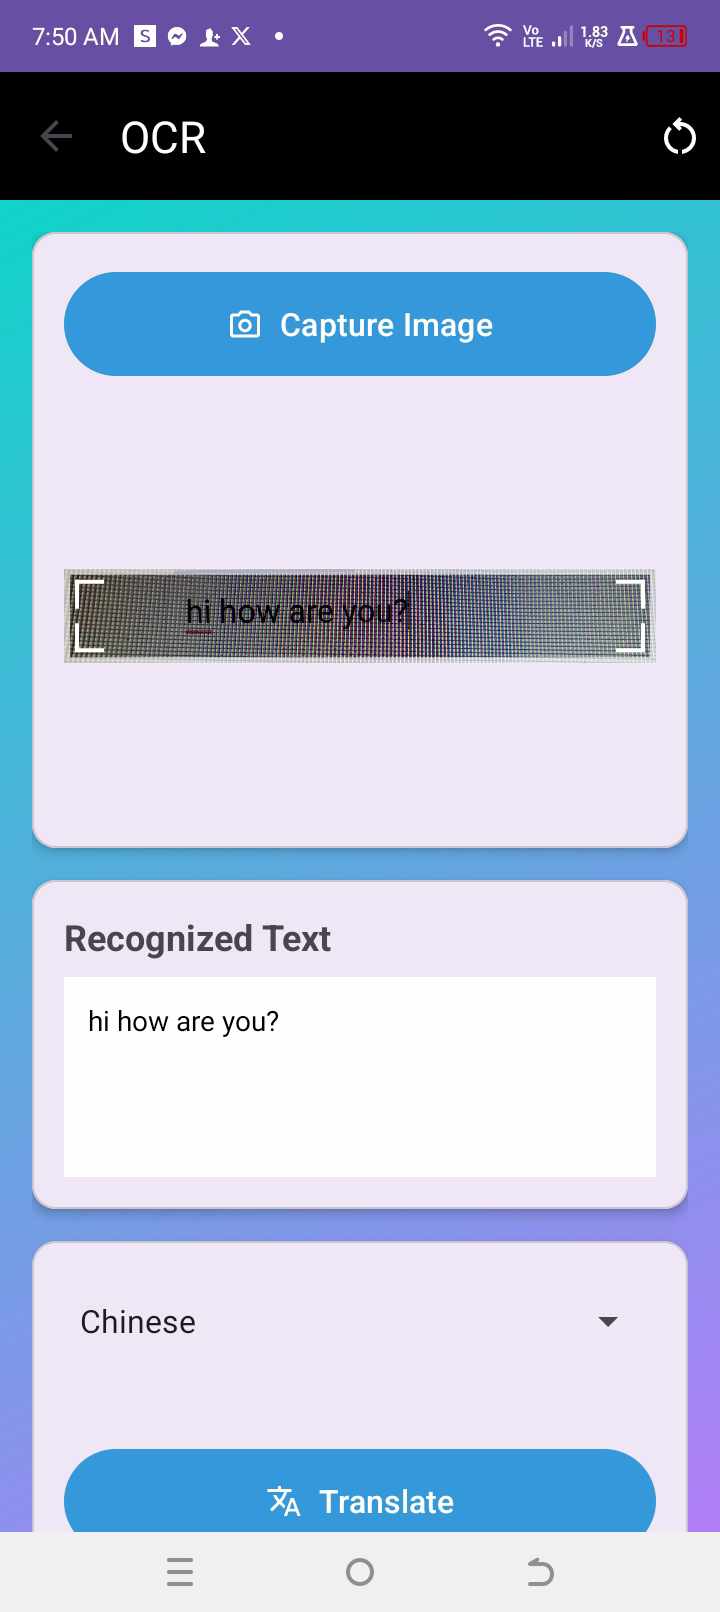 7:50 AM S X Vo LTE 1.83 K/S 13
OCR
Capture Image
hi how are you?
Recognized Text
hi how are you?
Chinese
Translate